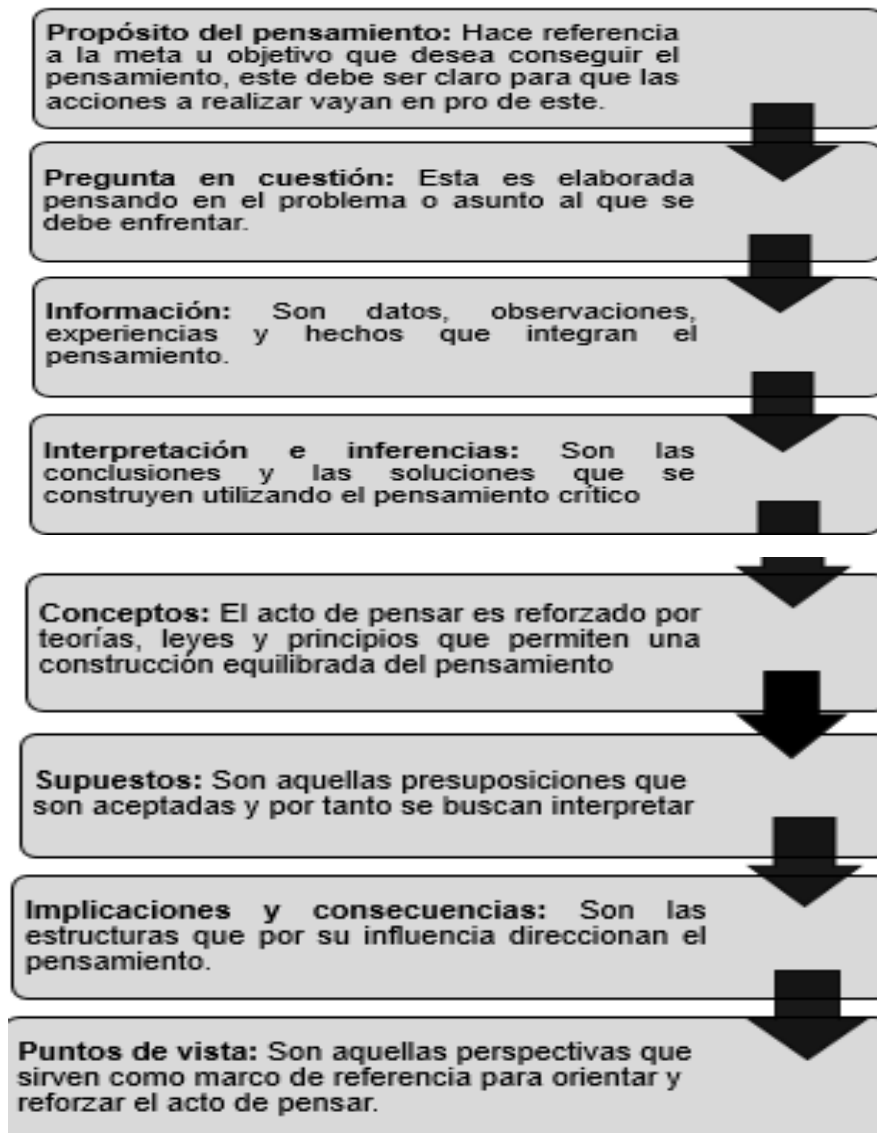 Propósito del pensamiento: Hace referencia
a la meta u objetivo que desea conseguir el
pensamiento, este debe ser claro para que las
acciones a realizar vayan en pro de este.
Pregunta en cuestión: Esta es elaborada
pensando en el problema o asunto al que se
debe enfrentar.
Información: Son datos, observaciones,
experiencias y hechos que integran el
pensamiento.
Interpretación e inferencias: Son las
conclusiones y las soluciones que se
construyen utilizando el pensamiento crítico
Conceptos: El acto de pensar es reforzado por
teorías, leyes y principios que permiten una
construcción equilibrada del pensamiento
Supuestos: Son aquellas presuposiciones que
son aceptadas y por tanto se buscan interpretar
Implicaciones y consecuencias: Son las
estructuras que por su influencia direccionan el
pensamiento.
Puntos de vista: Son aquellas perspectivas que
sirven como marco de referencia para orientar y
reforzar el acto de pensar.